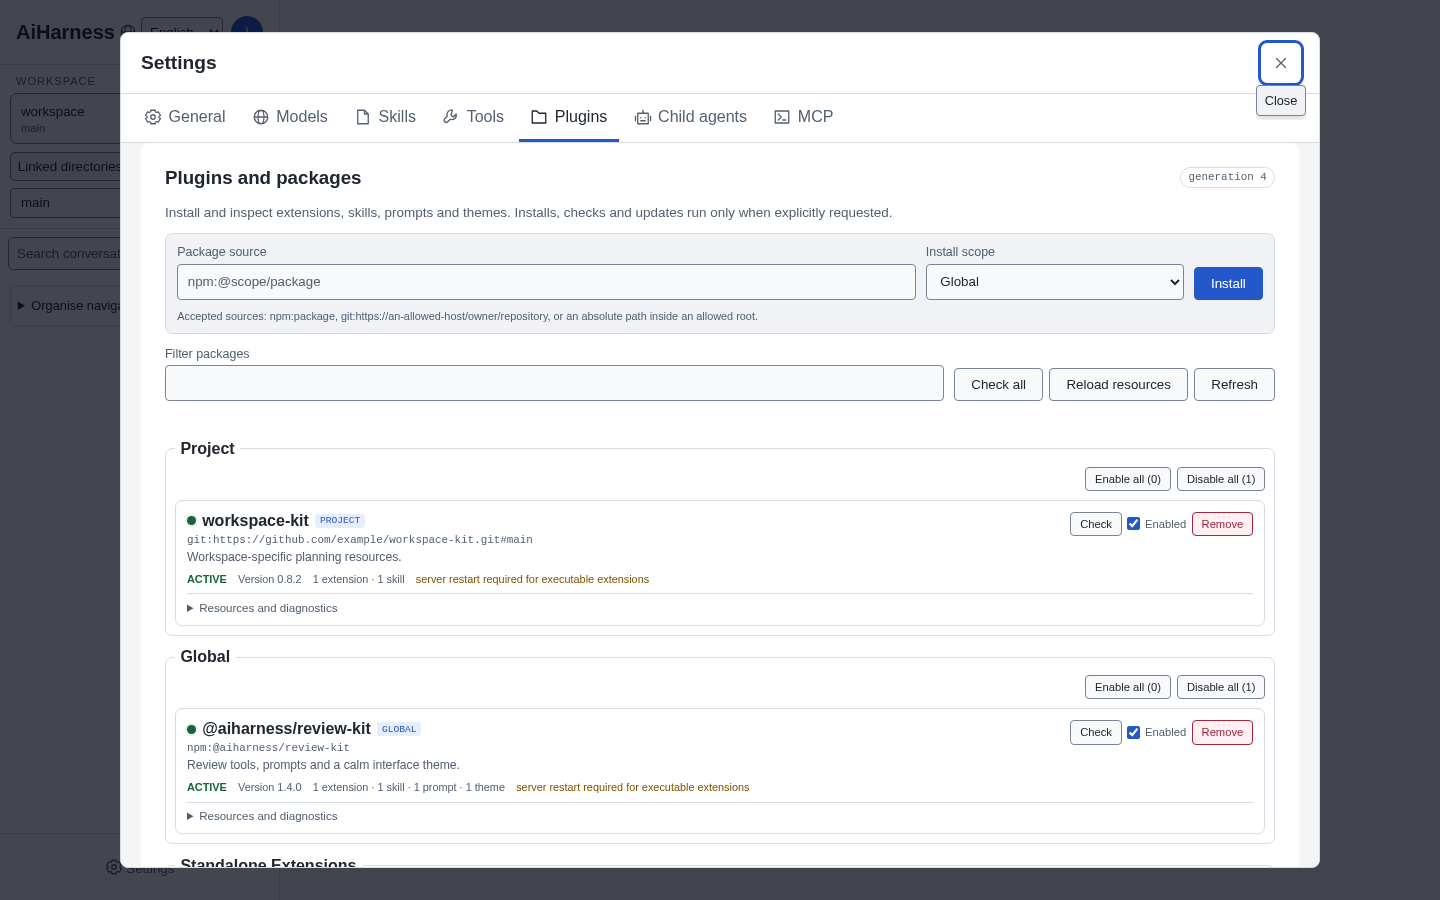 AiHarness
English
Settings
Close
WORKSPACE
workspace
main
Linked directories
main
Search conversat
Organise naviga
Settings
General
Models
Skills
Tools
Plugins
Child agents
MCP
Plugins and packages
generation 4
Install and inspect extensions, skills, prompts and themes. Installs, checks and updates run only when explicitly requested.
Package source
Install scope
npm:@scope/package
Global
Install
Accepted sources: npm:package, git:https://an-allowed-host/owner/repository, or an absolute path inside an allowed root.
Filter packages
Check all
Reload resources
Refresh
Project
Enable all (0)
Disable all (1)
workspace-kit PROJECT
Check
Enabled
Remove
git:https://github.com/example/workspace-kit.git#main
Workspace-specific planning resources.
ACTIVE Version 0.8.2 1 extension · 1 skill server restart required for executable extensions
Resources and diagnostics
Global
Enable all (0)
Disable all (1)
@aiharness/review-kit GLOBAL
Check
Enabled
Remove
npm:@aiharness/review-kit
Review tools, prompts and a calm interface theme.
ACTIVE Version 1.4.0 1 extension · 1 skill · 1 prompt · 1 theme server restart required for executable extensions
Resources and diagnostics
Standalone Extensions